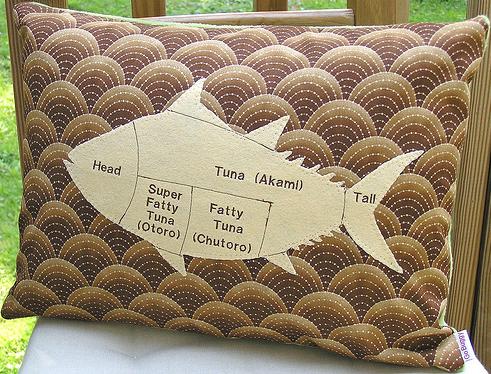 Head
Tuna (Akami)
Tail
Super
Fatty
Tuna
(Otoro)
Fatty
Tuna
(Chutoro)